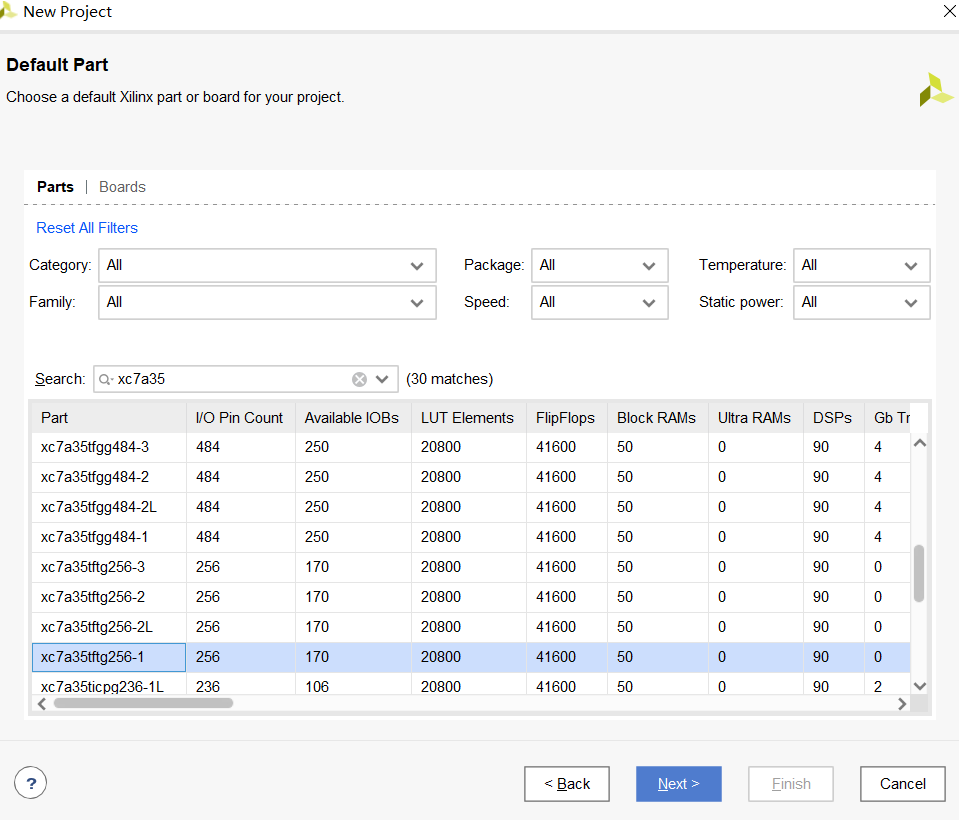 New Project
Default Part
Choose a default Xilinx part or board for your project.
Parts | Boards
Reset All Filters
Category: All Package: All Temperature: All
Family: All Speed: All Static power: All
Search: xc7a35 (30 matches)
Part I/O Pin Count Available IOBs LUT Elements FlipFlops Block RAMs Ultra RAMs DSPs Gb Tr
xc7a35tfgg484-3 484 250 20800 41600 50 0 90 4
xc7a35tfgg484-2 484 250 20800 41600 50 0 90 4
xc7a35tfgg484-2L 484 250 20800 41600 50 0 90 4
xc7a35tfgg484-1 484 250 20800 41600 50 0 90 4
xc7a35tftg256-3 256 170 20800 41600 50 0 90 0
xc7a35tftg256-2 256 170 20800 41600 50 0 90 0
xc7a35tftg256-2L 256 170 20800 41600 50 0 90 0
xc7a35tftg256-1 256 170 20800 41600 50 0 90 0
xc7a35ticpg236-1L 236 106 20800 41600 50 0 90 2
? < Back Next > Finish Cancel